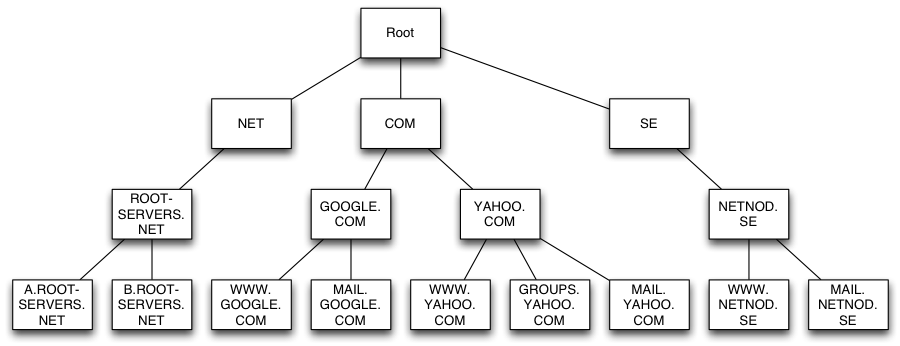 Root
NET
COM
SE
ROOT-
SERVERS.
NET
GOOGLE.
COM
YAHOO.
COM
NETNOD.
SE
A.ROOT-
SERVERS.
NET
B.ROOT-
SERVERS.
NET
WWW.
GOOGLE.
COM
MAIL.
GOOGLE.
COM
WWW.
YAHOO.
COM
GROUPS.
YAHOO.
COM
MAIL.
YAHOO.
COM
WWW.
NETNOD.
SE
MAIL.
NETNOD.
SE